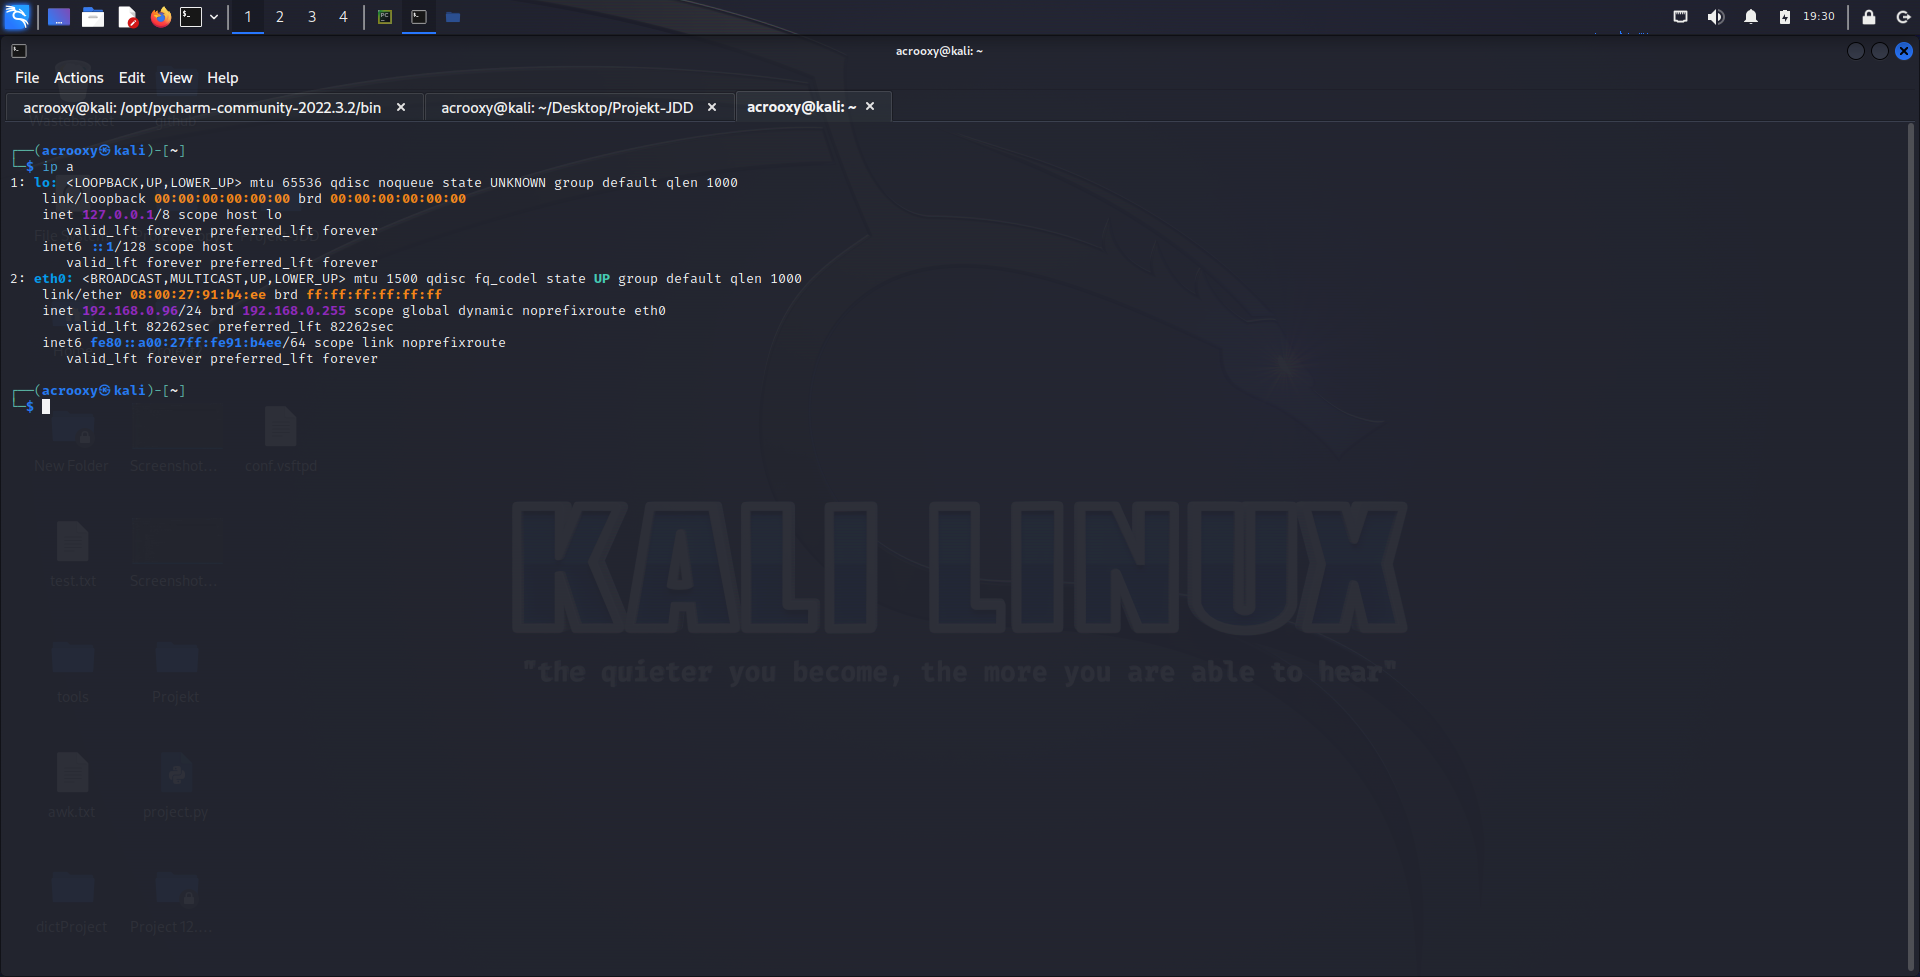 1 2 3 4
19:30
acrooxy@kali: ~
File Actions Edit View Help
acrooxy@kali: /opt/pycharm-community-2022.3.2/bin × acrooxy@kali: ~/Desktop/Projekt-JDD × acrooxy@kali: ~ ×
┌──(acrooxy㉿kali)-[~]
└─$ ip a
1: lo: <LOOPBACK,UP,LOWER_UP> mtu 65536 qdisc noqueue state UNKNOWN group default qlen 1000
link/loopback 00:00:00:00:00:00 brd 00:00:00:00:00:00
inet 127.0.0.1/8 scope host lo
valid_lft forever preferred_lft forever
inet6 ::1/128 scope host
valid_lft forever preferred_lft forever
2: eth0: <BROADCAST,MULTICAST,UP,LOWER_UP> mtu 1500 qdisc fq_codel state UP group default qlen 1000
link/ether 08:00:27:91:b4:ee brd ff:ff:ff:ff:ff:ff
inet 192.168.0.96/24 brd 192.168.0.255 scope global dynamic noprefixroute eth0
valid_lft 82262sec preferred_lft 82262sec
inet6 fe80::a00:27ff:fe91:b4ee/64 scope link noprefixroute
valid_lft forever preferred_lft forever
┌──(acrooxy㉿kali)-[~]
└─$
New Folder Screenshot... conf.vsftpd
KALI LINUX
test.txt Screenshot...
"the quieter you become, the more you are able to hear"
tools Projekt
awk.txt project.py
dictProject Project 12....